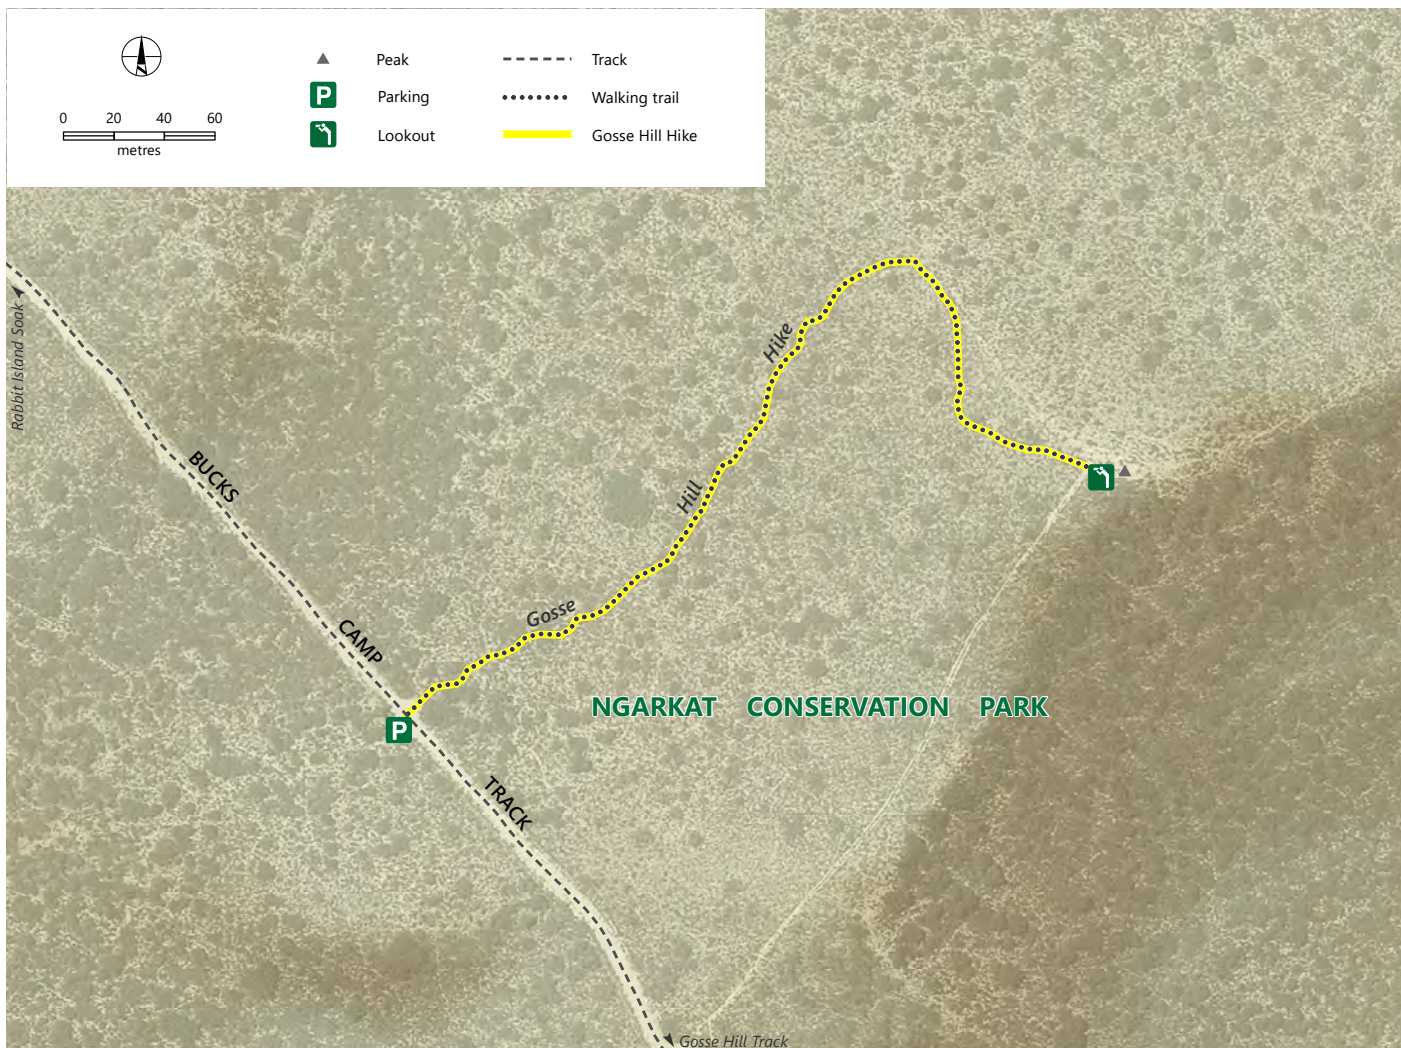 Peak
Track
P
Parking
Walking trail
0 20 40 60
metres
Lookout
Gosse Hill Hike
Rabbit Island Soak
BUCKS
CAMP
TRACK
Gosse
Hill
Hike
P
NGARKAT CONSERVATION PARK
Gosse Hill Track